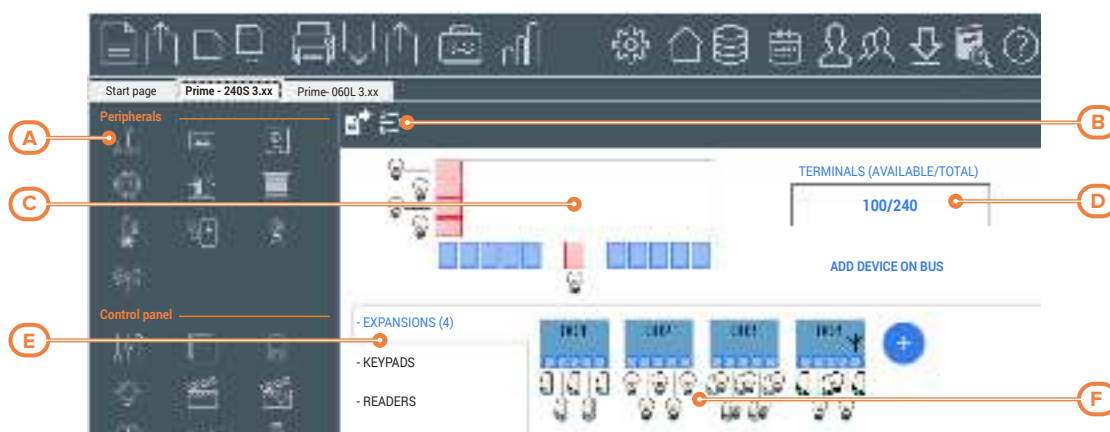 Start page
Prime - 240S 3.xx
Prime- 060L 3.xx
Peripherals
A
B
TERMINALS (AVAILABLE/TOTAL)
C
100/240
D
ADD DEVICE ON BUS
Control panel
- EXPANSIONS (4)
E
- KEYPADS
- READERS
F